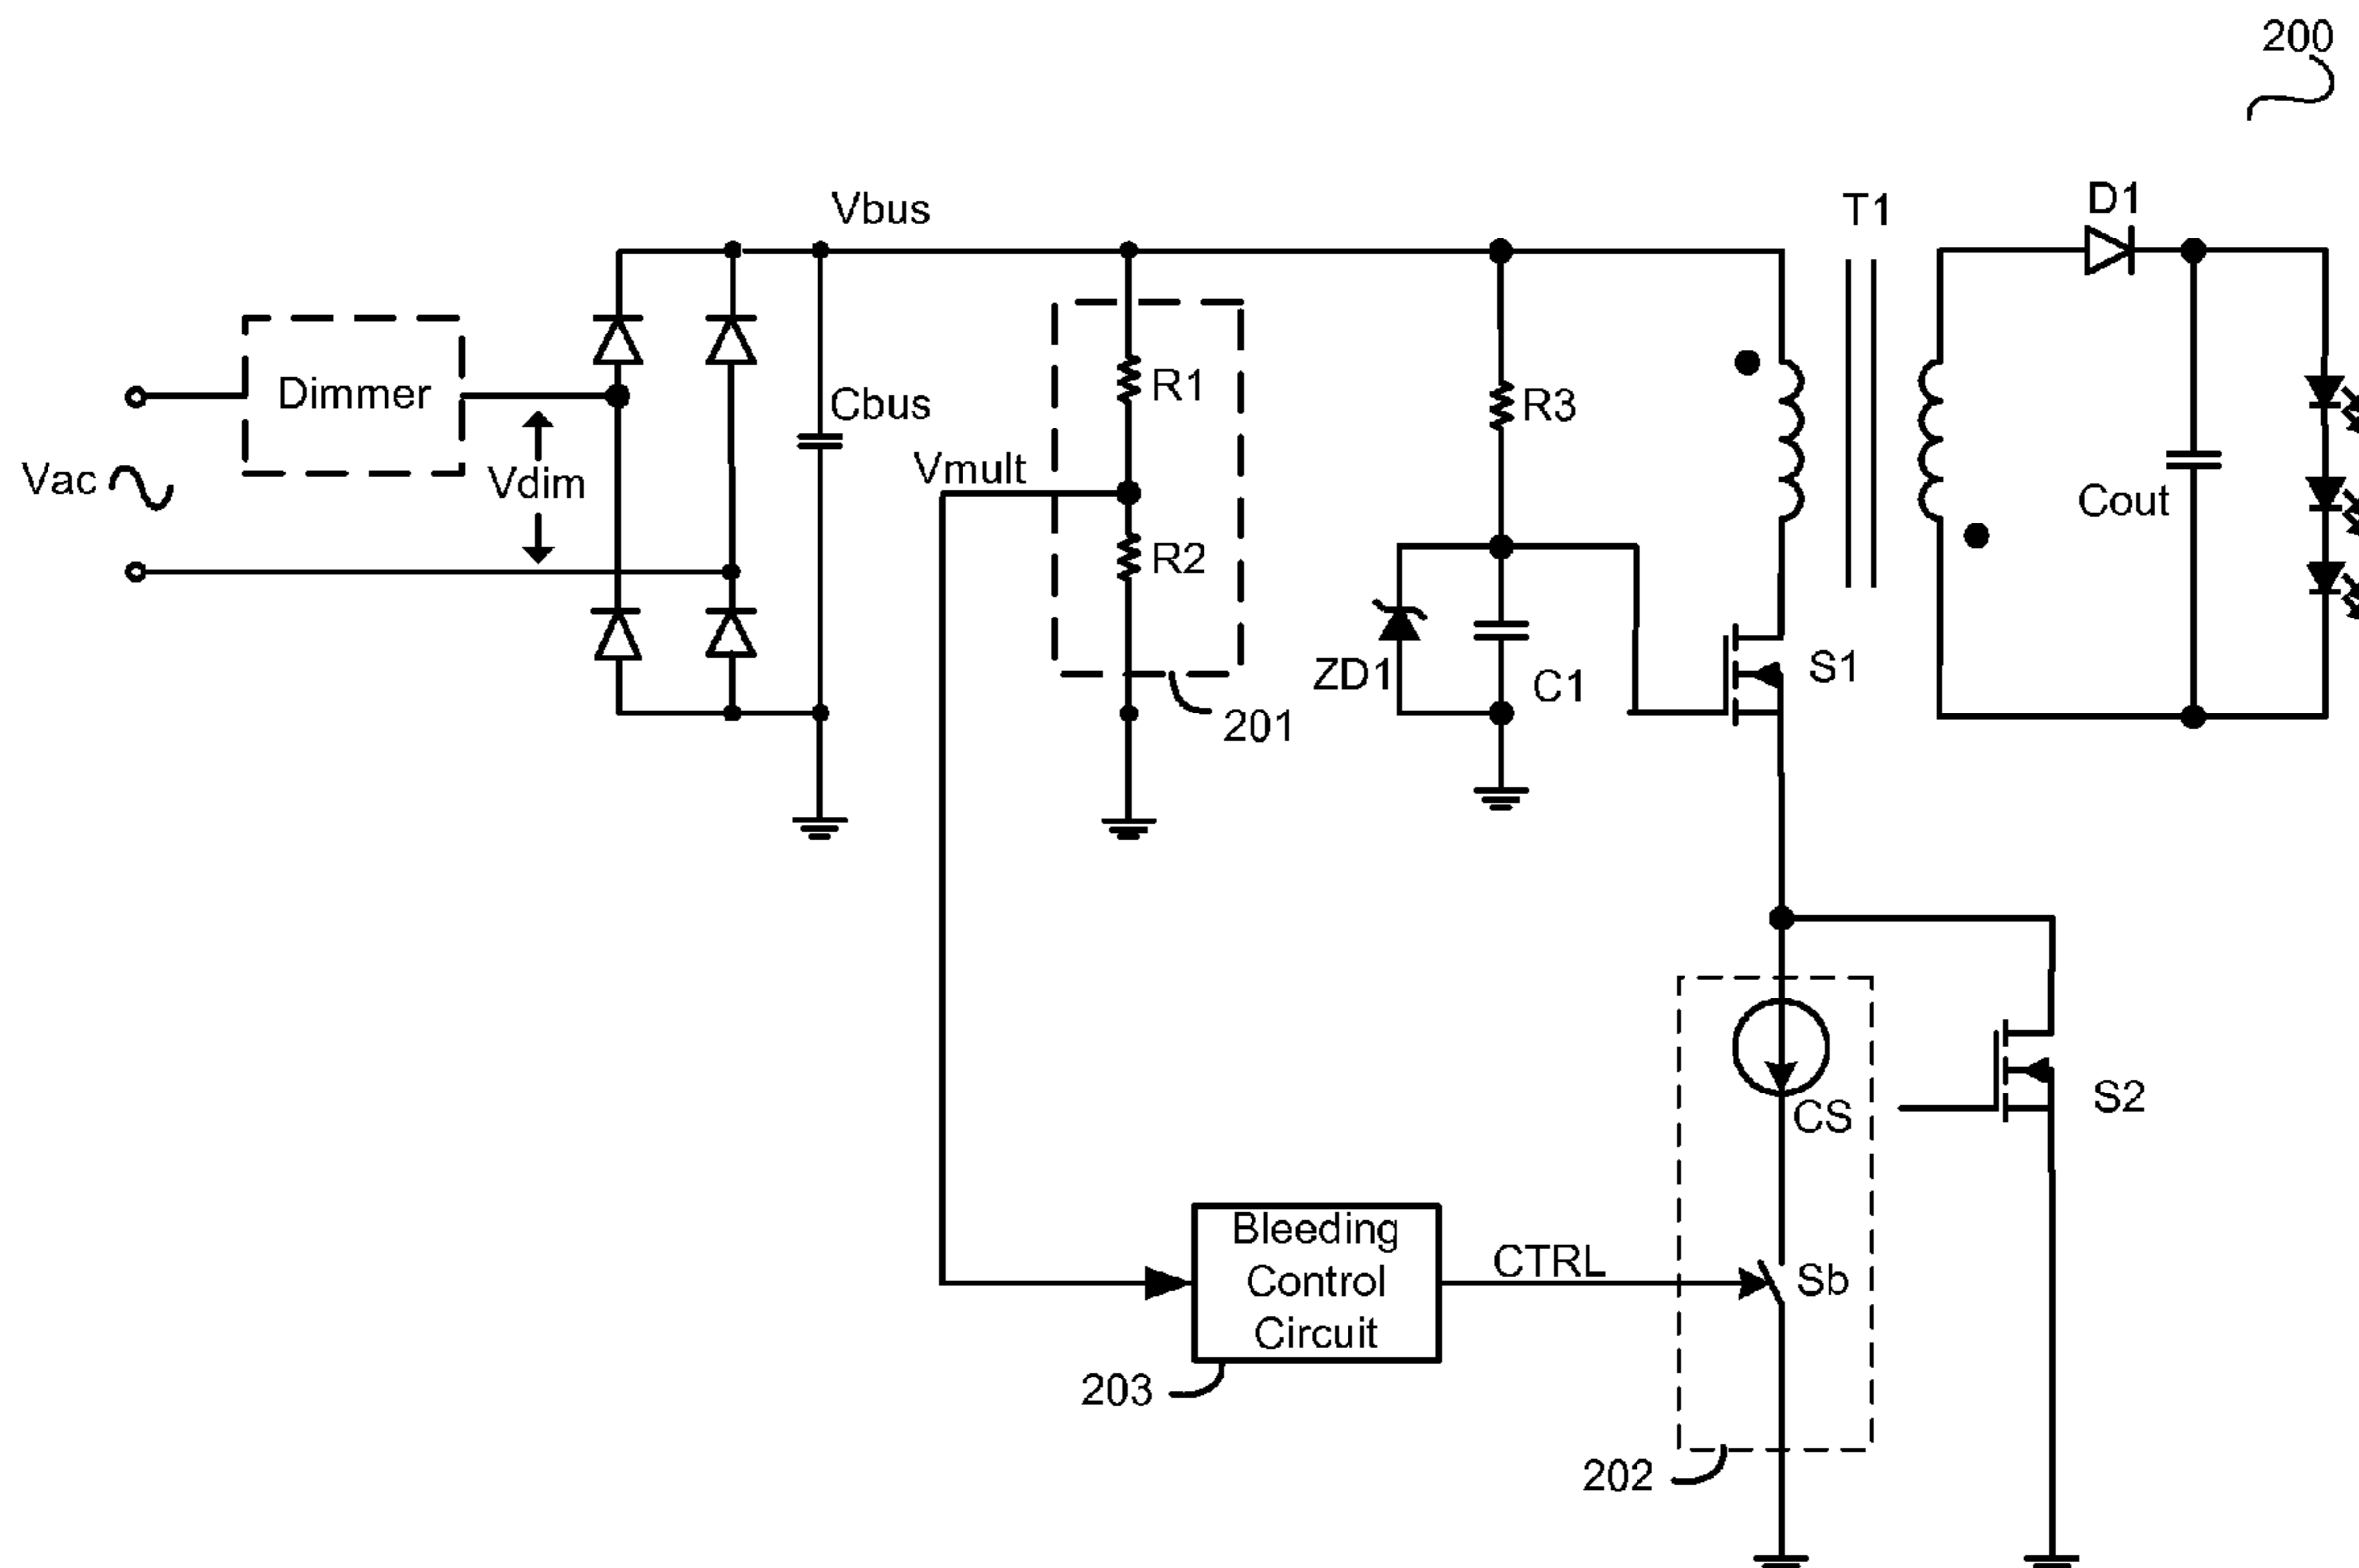 200
Vbus
T1
D1
Dimmer
R1
Cbus
R3
Vac
Vdim
Vmult
Cout
R2
ZD1
C1
S1
201
CS
S2
Bleeding
Control
Circuit
CTRL
Sb
203
202